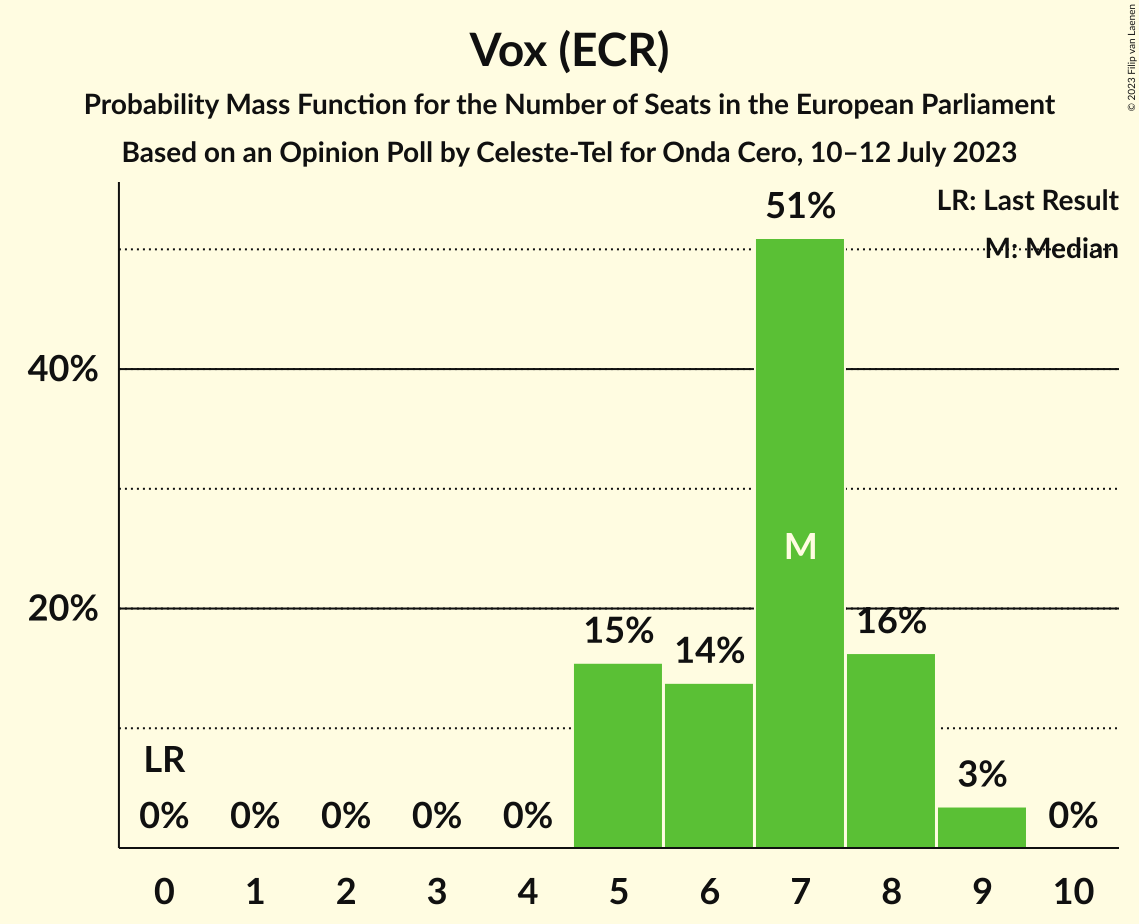 Vox (ECR)
Probability Mass Function for the Number of Seats in the European Parliament
Based on an Opinion Poll by Celeste-Tel for Onda Cero, 10–12 July 2023
© 2023 Filip van Laenen
LR: Last Result
M: Median
51%
40%
M
20%
16%
15%
14%
LR
3%
0% 0% 0% 0% 0% 0%
0 1 2 3 4 5 6 7 8 9 10